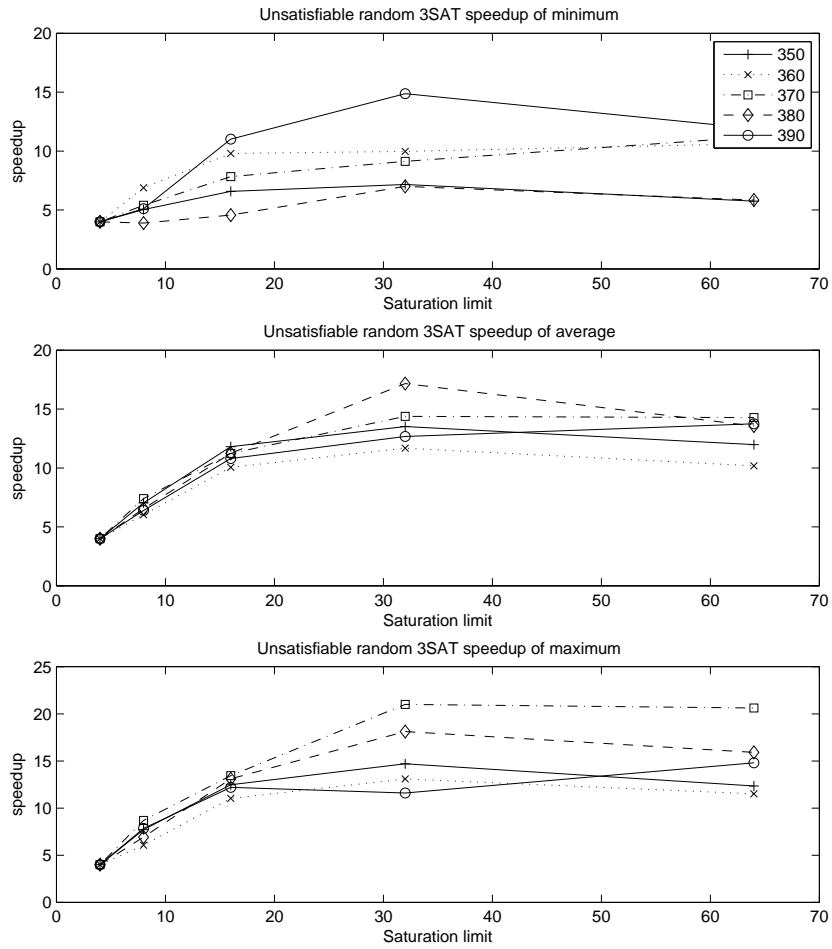 Unsatisfiable random 3SAT speedup of minimum
20
15
10
5
0
speedup
350
360
370
380
390
0 10 20 30 40 50 60 70
Saturation limit
Unsatisfiable random 3SAT speedup of average
20
15
10
5
0
speedup
0 10 20 30 40 50 60 70
Saturation limit
Unsatisfiable random 3SAT speedup of maximum
25
20
15
10
5
0
speedup
0 10 20 30 40 50 60 70
Saturation limit